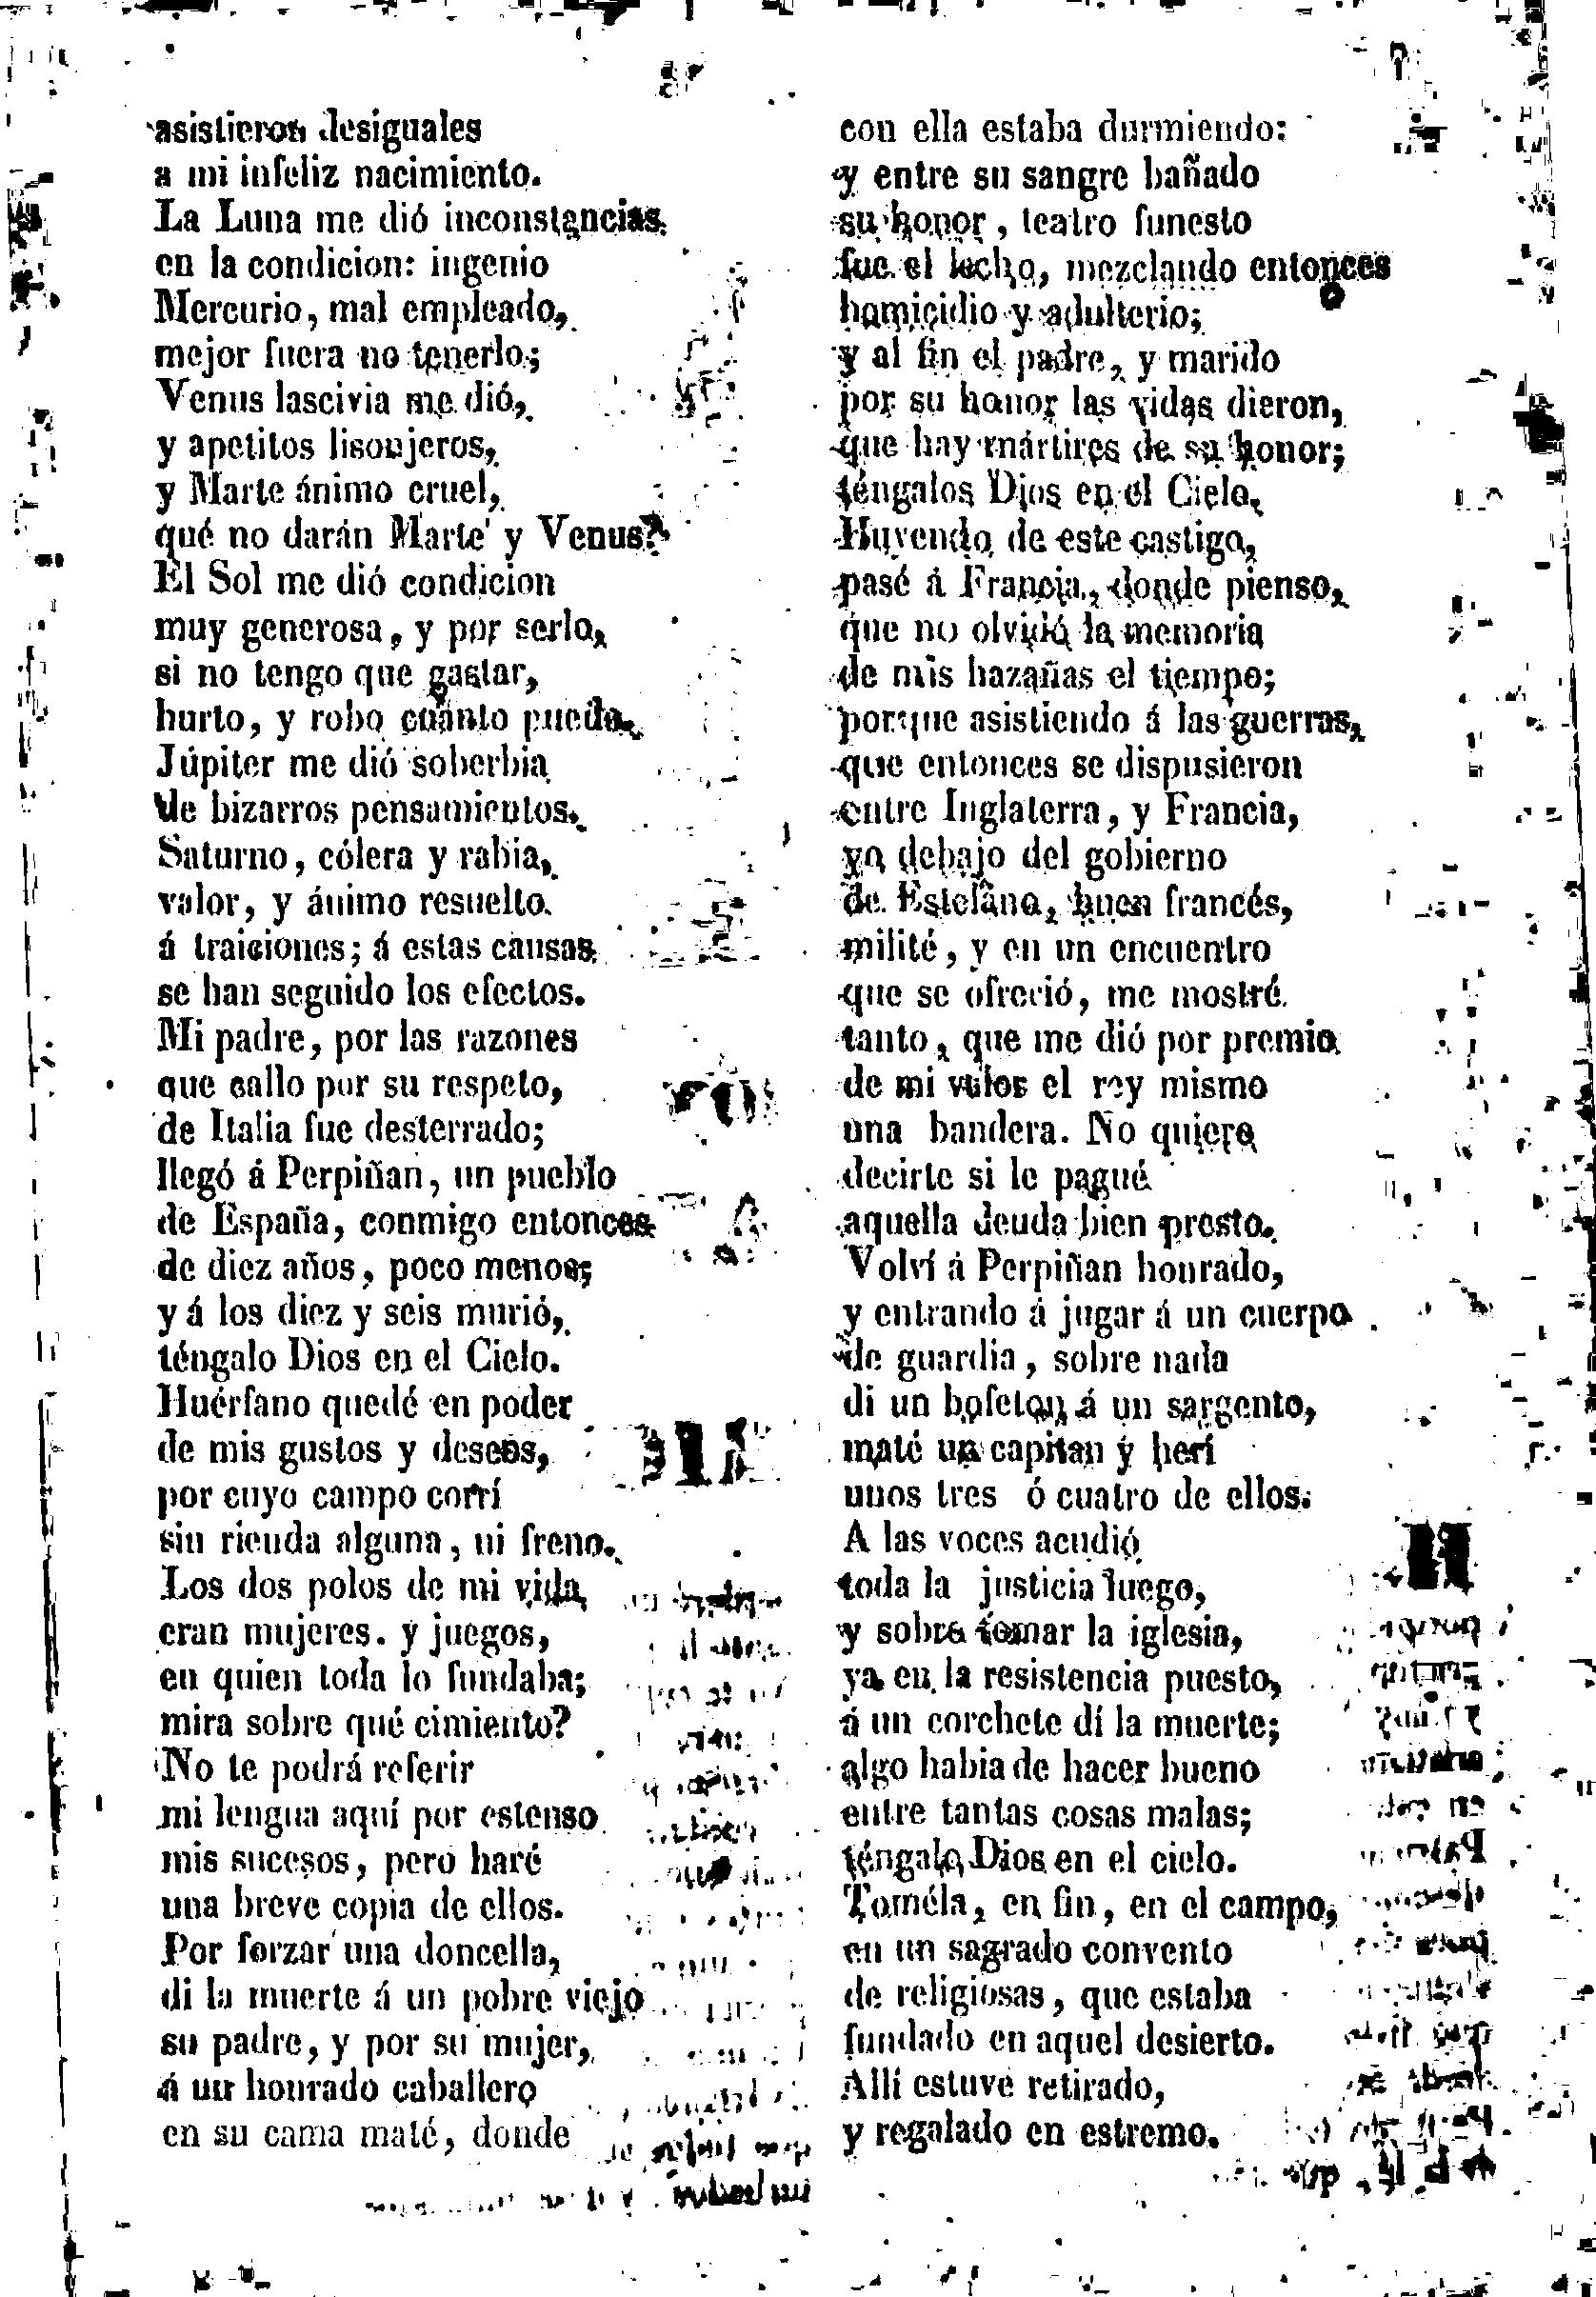 asistieron desiguales
a mi infeliz nacimiento.
La Luna me dió inconstancias
en la condicion: ingenio
Mercurio, mal empleado,
mejor fuera no tenerlo;
Venus lascivia me dió,
y apetitos lisonjeros,
y Marte ánimo cruel,
qué no darán Marte y Venus?
El Sol me dió condicion
muy generosa, y por serlo,
si no tengo que gastar,
hurto, y robo cuanto puedo.
Júpiter me dió soberbia
de bizarros pensamientos.
Saturno, cólera y rabia,
valor, y ánimo resuelto
á traiciones; á estas causas
se han seguido los efectos.
Mi padre, por las razones
que callo por su respeto,
de Italia fue desterrado;
llegó á Perpiñan, un pueblo
de España, conmigo entonces
de diez años, poco menos;
y á los diez y seis murió,
téngalo Dios en el Cielo.
Huérfano quedé en poder
de mis gustos y deseos,
por cuyo campo corrí
sin rienda alguna, ni freno.
Los dos polos de mi vida
eran mujeres. y juegos,
en quien toda lo fundaba;
mira sobre qué cimiento?
No te podrá referir
mi lengua aquí por estenso
mis sucesos, pero haré
una breve copia de ellos.
Por forzar una doncella,
di la muerte á un pobre viejo
su padre, y por su mujer,
á un honrado caballero
en su cama maté, donde
con ella estaba durmiendo:
y entre su sangre bañado
su honor, teatro funesto
fue el lecho, mezclando entonces
homicidio y adulterio;
y al fin el padre, y marido
por su honor las vidas dieron,
que hay mártires de su honor;
téngalos Dios en el Cielo.
Huyendo de este castigo,
pasé á Francia, donde pienso,
que no olvidó la memoria
de mis hazañas el tiempo;
porque asistiendo á las guerras,
que entonces se dispusieron
entre Inglaterra, y Francia,
yo debajo del gobierno
de Estefano, buen francés,
milité, y en un encuentro
que se ofreció, me mostré
tanto, que me dió por premio
de mi valor el rey mismo
una bandera. No quiero
decirte si le pagué
aquella deuda bien presto.
Volví á Perpiñan honrado,
y entrando á jugar á un cuerpo
de guardia, sobre nada
di un bofeton á un sargento,
maté un capitan y herí
unos tres ó cuatro de ellos.
A las voces acudió
toda la justicia luego,
y sobre tomar la iglesia,
ya en la resistencia puesto,
á un corchete dí la muerte;
algo habia de hacer bueno
entre tantas cosas malas;
téngalo Dios en el cielo.
Toméla, en fin, en el campo,
en un sagrado convento
de religiosas, que estaba
fundado en aquel desierto.
Allí estuve retirado,
y regalado en estremo.